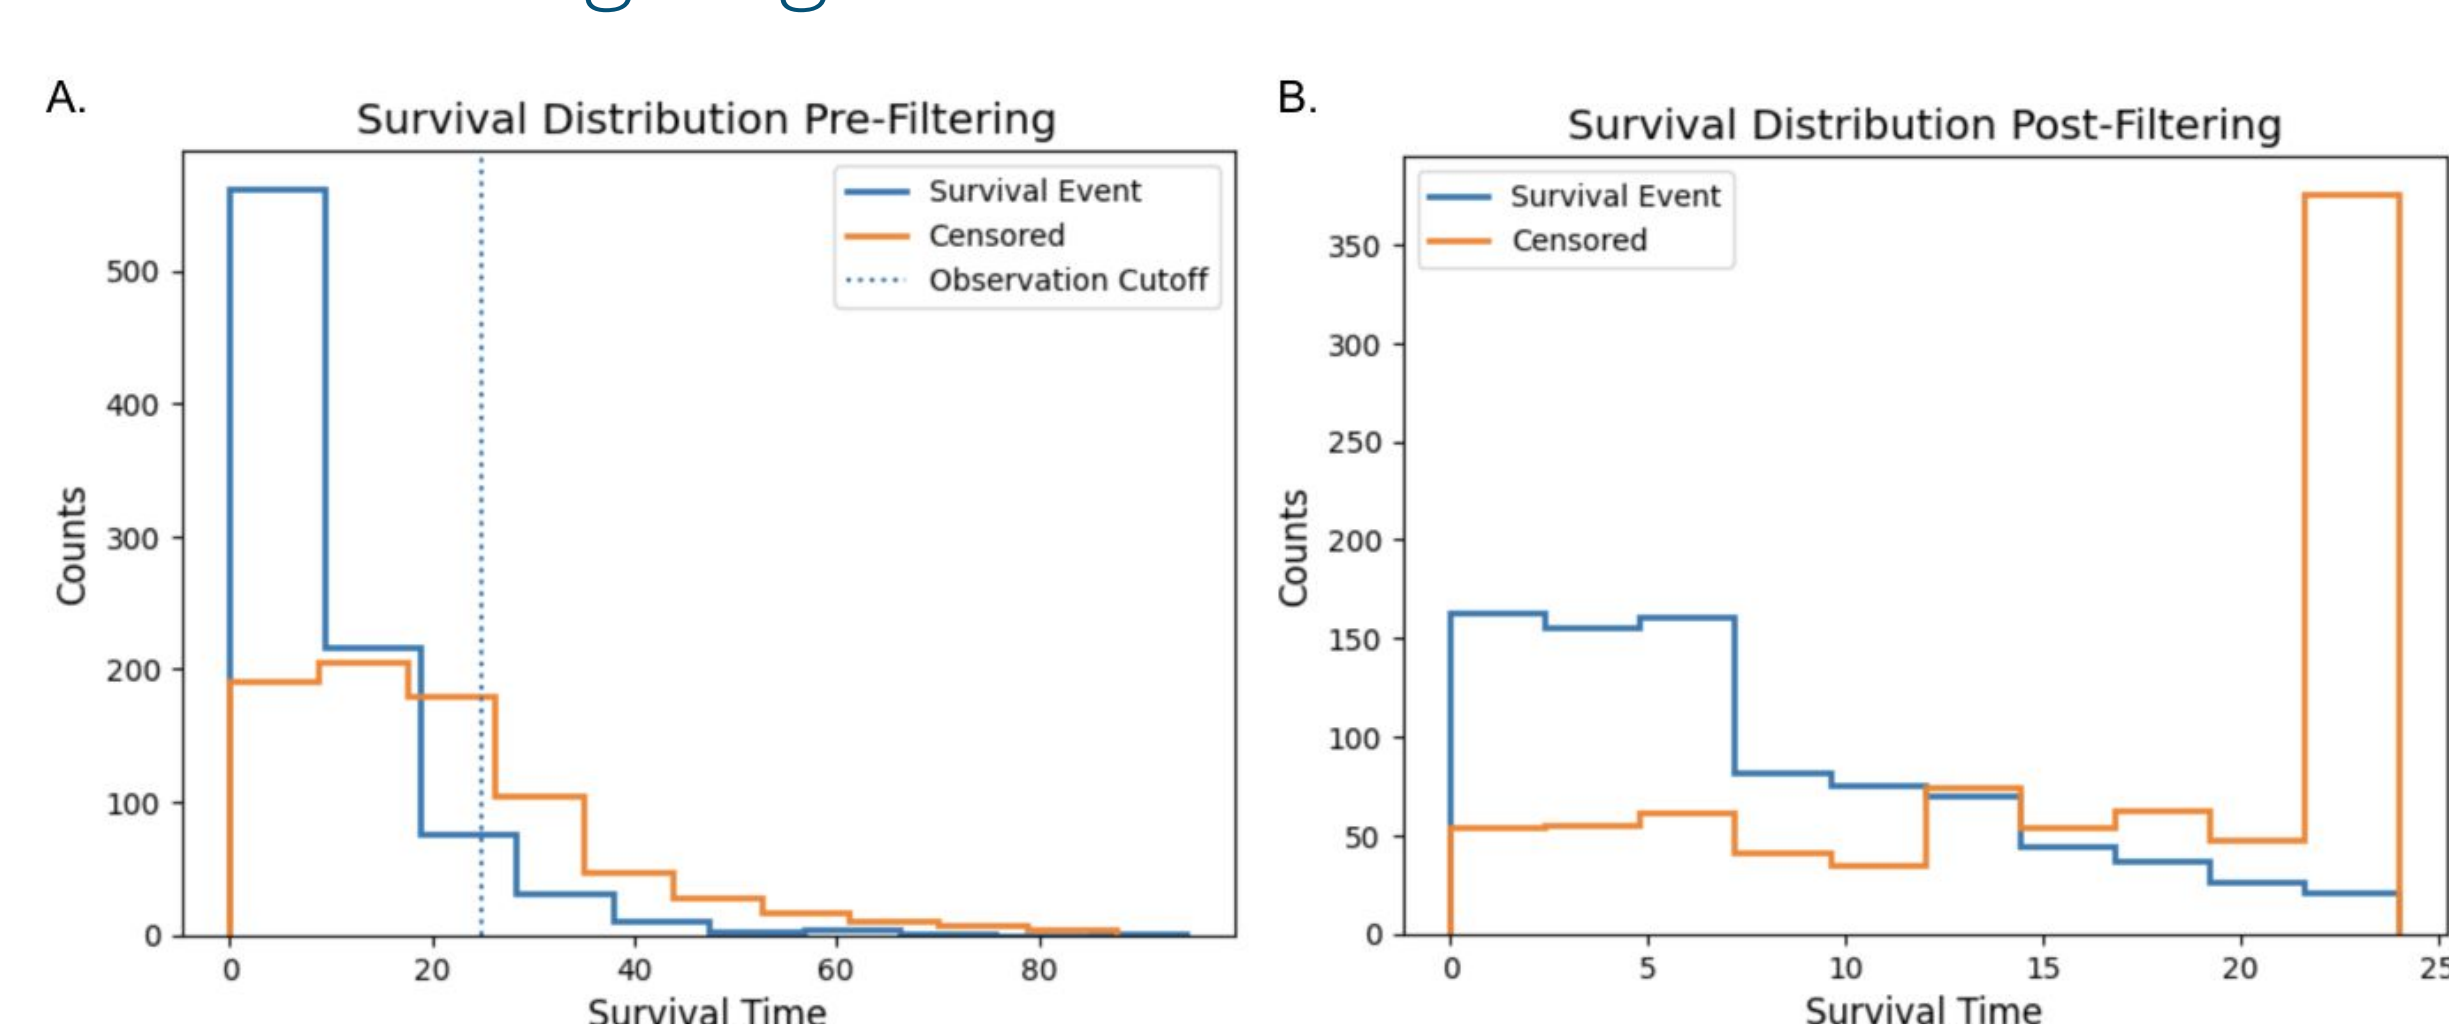 A.
Survival Distribution Pre-Filtering
Survival Event
Censored
Observation Cutoff
Counts
500
400
300
200
100
0
0 20 40 60 80
Survival Time
B.
Survival Distribution Post-Filtering
Survival Event
Censored
Counts
350
300
250
200
150
100
50
0
0 5 10 15 20 25
Survival Time